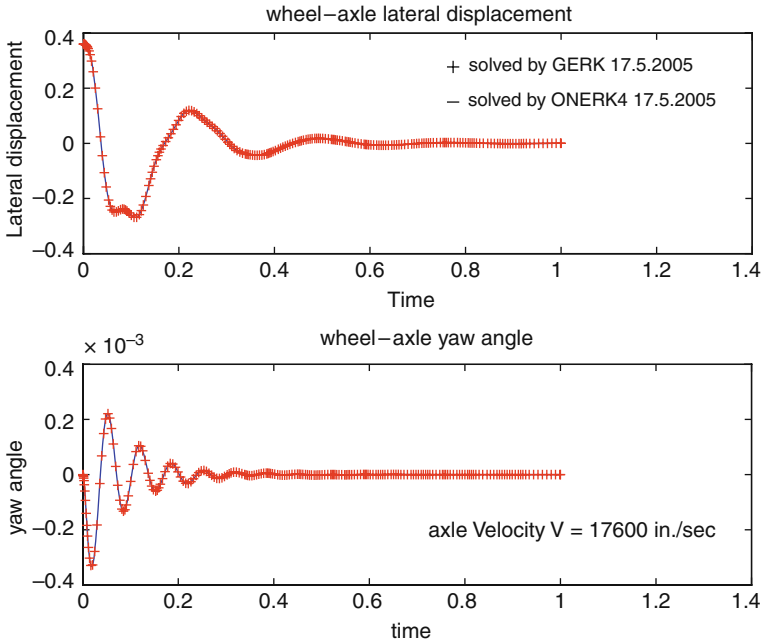 wheel–axle lateral displacement
Lateral displacement
0.4
0.2
0
−0.2
−0.4
+ solved by GERK 17.5.2005
– solved by ONERK4 17.5.2005
0 0.2 0.4 0.6 0.8 1 1.2 1.4
Time
wheel–axle yaw angle
× 10⁻³
yaw angle
0.4
0.2
0
−0.2
−0.4
axle Velocity V = 17600 in./sec
0 0.2 0.4 0.6 0.8 1 1.2 1.4
time